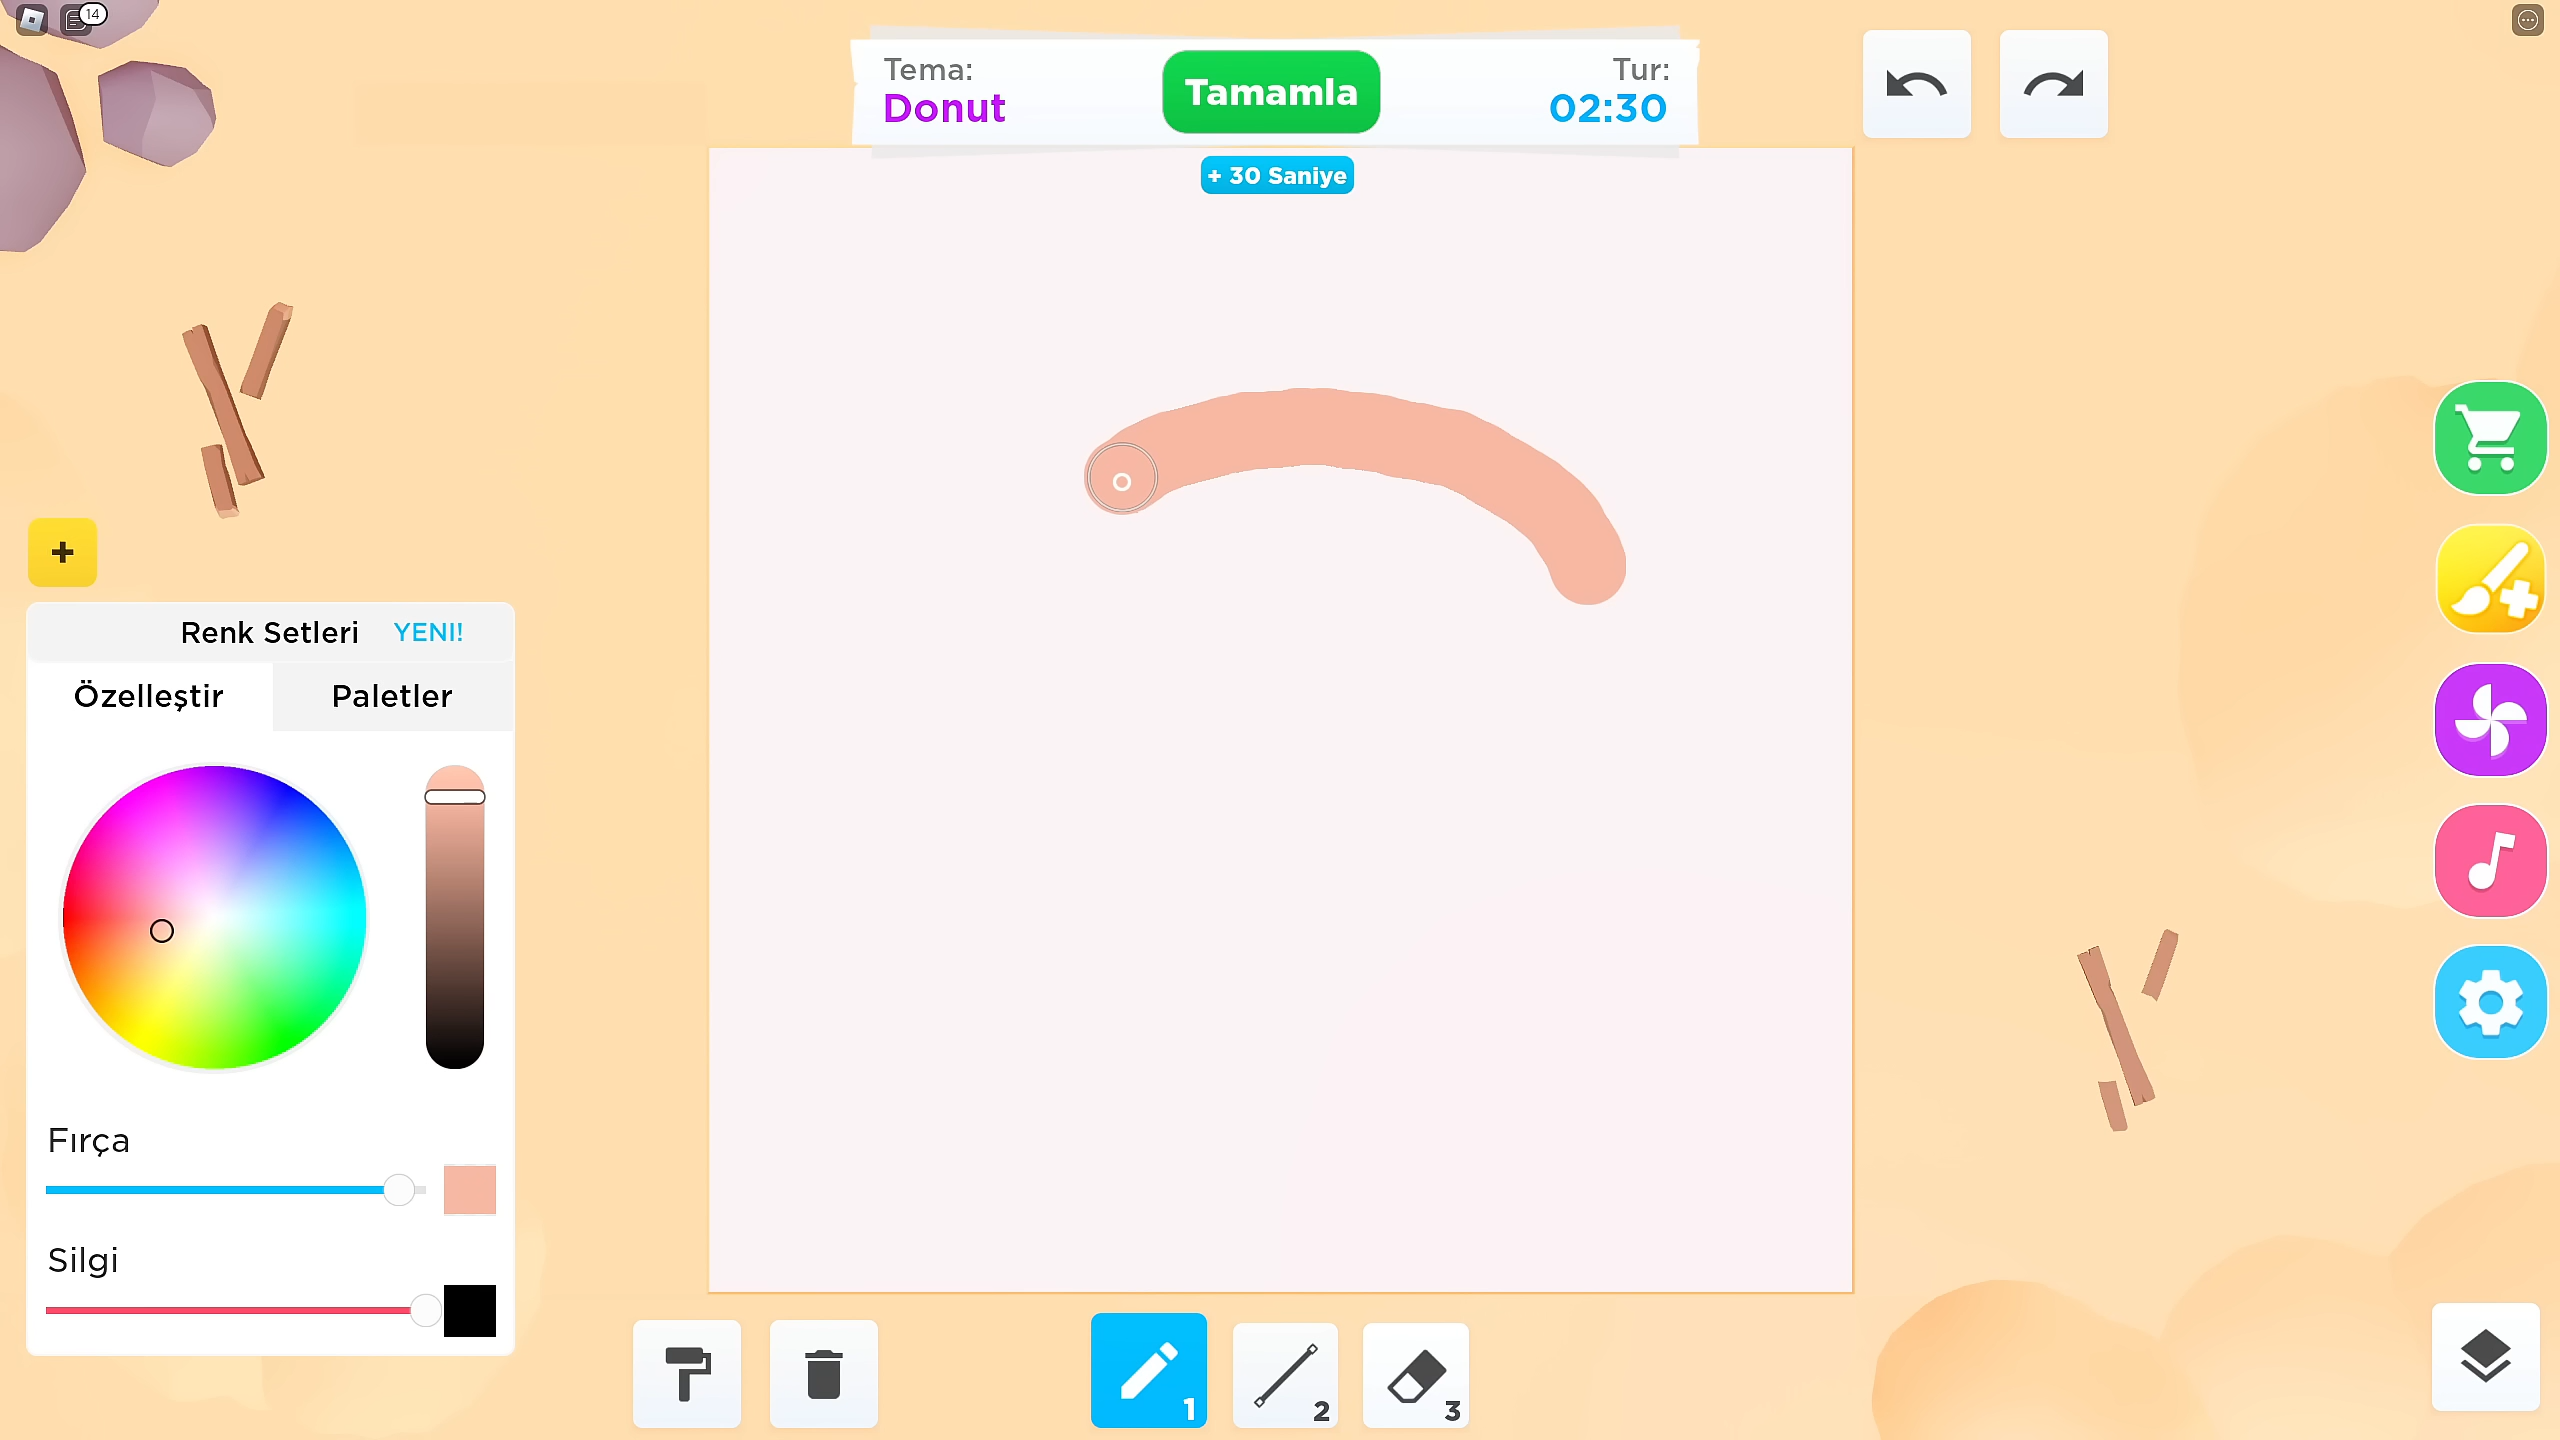 14
Tema:
Donut
Tamamla
Tur:
02:30
+ 30 Saniye
+
Renk Setleri YENI!
Özelleştir Paletler
Fırça
Silgi
1
2
3